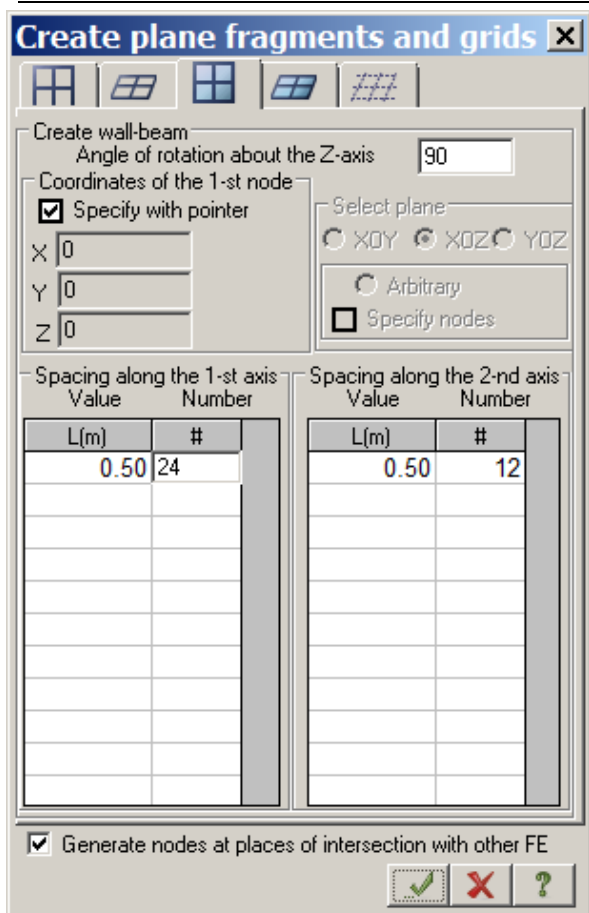 Create plane fragments and grids
Create wall-beam
Angle of rotation about the Z-axis 90
Coordinates of the 1-st node
Specify with pointer
X 0
Y 0
Z 0
Select plane
XOY XOZ YOZ
Arbitrary
Specify nodes
Spacing along the 1-st axis
Value Number
L(m) #
0.50 24
Spacing along the 2-nd axis
Value Number
L(m) #
0.50 12
Generate nodes at places of intersection with other FE
?